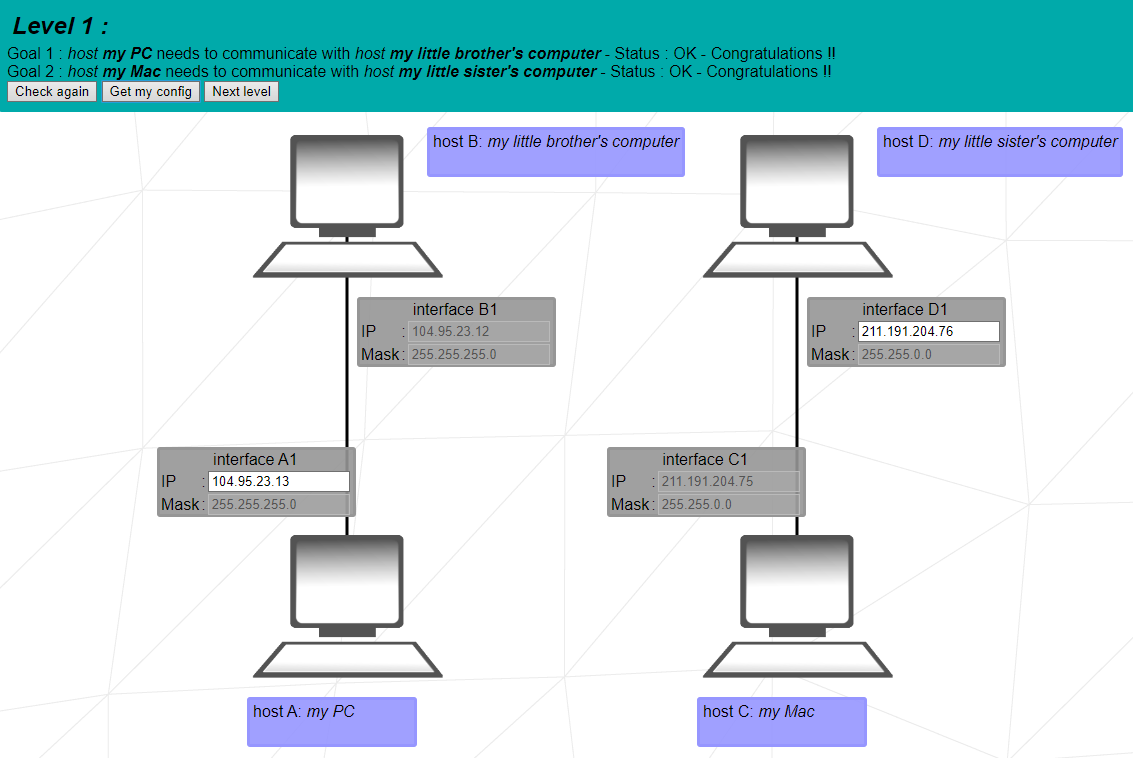 Level 1 :
Goal 1 : host my PC needs to communicate with host my little brother's computer - Status : OK - Congratulations !!
Goal 2 : host my Mac needs to communicate with host my little sister's computer - Status : OK - Congratulations !!
Check again Get my config Next level
host B: my little brother's computer
host D: my little sister's computer
interface B1
IP : 104.95.23.12
Mask : 255.255.255.0
interface D1
IP : 211.191.204.76
Mask : 255.255.0.0
interface A1
IP : 104.95.23.13
Mask : 255.255.255.0
interface C1
IP : 211.191.204.75
Mask : 255.255.0.0
host A: my PC
host C: my Mac